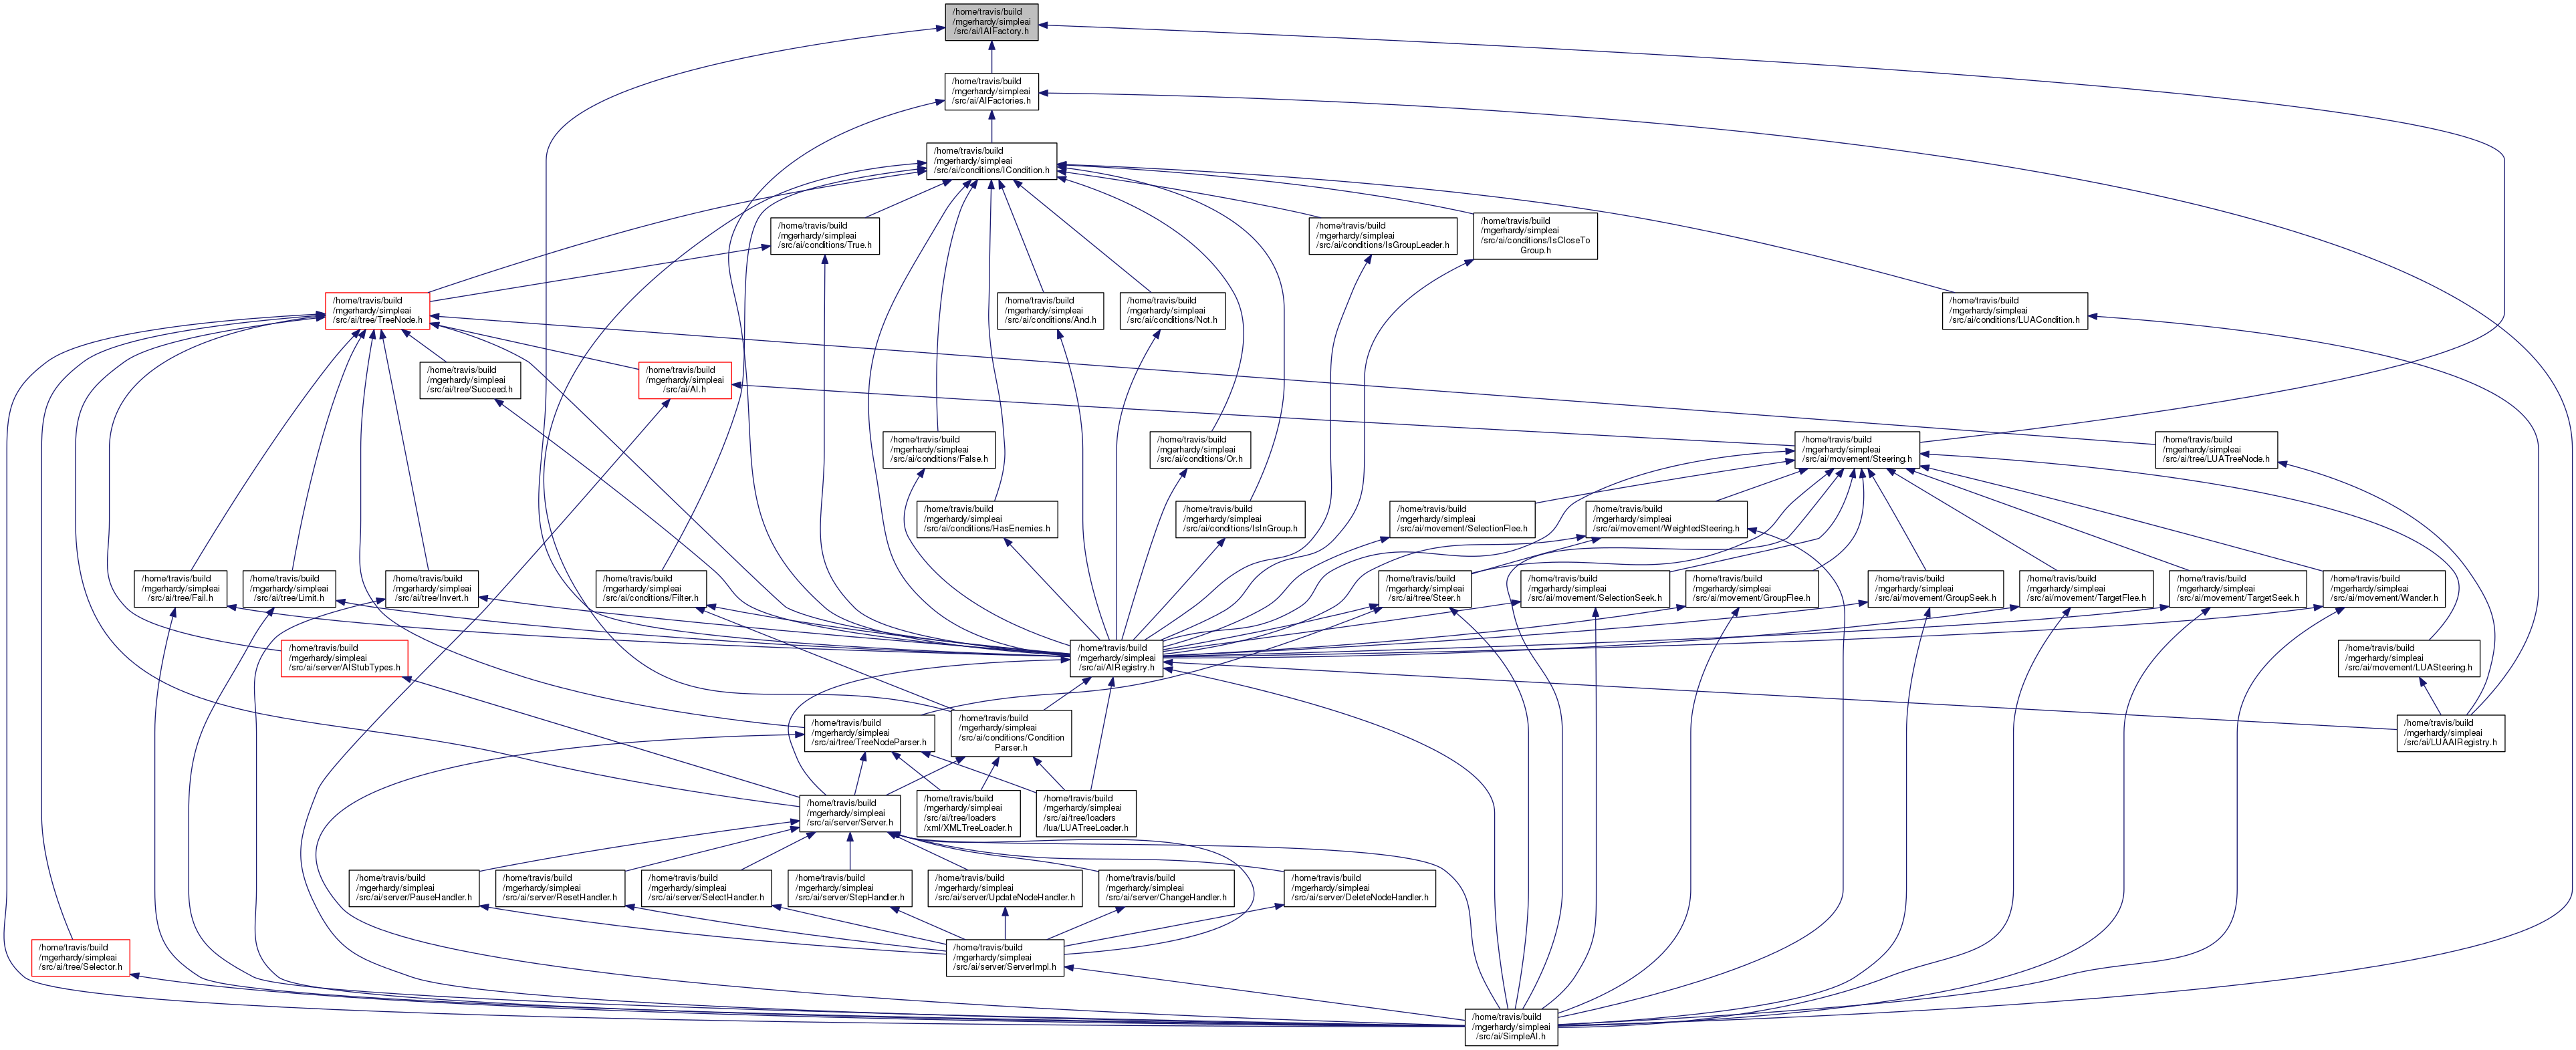 /home/travis/build
/mgerhardy/simpleai
/src/ai/IAIFactory.h
/home/travis/build
/mgerhardy/simpleai
/src/ai/AIFactories.h
/home/travis/build
/mgerhardy/simpleai
/src/ai/conditions/ICondition.h
/home/travis/build
/mgerhardy/simpleai
/src/ai/conditions/True.h
/home/travis/build
/mgerhardy/simpleai
/src/ai/conditions/IsGroupLeader.h
/home/travis/build
/mgerhardy/simpleai
/src/ai/conditions/IsCloseTo
Group.h
/home/travis/build
/mgerhardy/simpleai
/src/ai/tree/TreeNode.h
/home/travis/build
/mgerhardy/simpleai
/src/ai/conditions/And.h
/home/travis/build
/mgerhardy/simpleai
/src/ai/conditions/Not.h
/home/travis/build
/mgerhardy/simpleai
/src/ai/conditions/LUACondition.h
/home/travis/build
/mgerhardy/simpleai
/src/ai/tree/Succeed.h
/home/travis/build
/mgerhardy/simpleai
/src/ai/AI.h
/home/travis/build
/mgerhardy/simpleai
/src/ai/conditions/False.h
/home/travis/build
/mgerhardy/simpleai
/src/ai/conditions/Or.h
/home/travis/build
/mgerhardy/simpleai
/src/ai/movement/Steering.h
/home/travis/build
/mgerhardy/simpleai
/src/ai/tree/LUATreeNode.h
/home/travis/build
/mgerhardy/simpleai
/src/ai/conditions/HasEnemies.h
/home/travis/build
/mgerhardy/simpleai
/src/ai/conditions/IsInGroup.h
/home/travis/build
/mgerhardy/simpleai
/src/ai/movement/SelectionFlee.h
/home/travis/build
/mgerhardy/simpleai
/src/ai/movement/WeightedSteering.h
/home/travis/build
/mgerhardy/simpleai
/src/ai/tree/Fail.h
/home/travis/build
/mgerhardy/simpleai
/src/ai/tree/Limit.h
/home/travis/build
/mgerhardy/simpleai
/src/ai/tree/Invert.h
/home/travis/build
/mgerhardy/simpleai
/src/ai/conditions/Filter.h
/home/travis/build
/mgerhardy/simpleai
/src/ai/tree/Steer.h
/home/travis/build
/mgerhardy/simpleai
/src/ai/movement/SelectionSeek.h
/home/travis/build
/mgerhardy/simpleai
/src/ai/movement/GroupFlee.h
/home/travis/build
/mgerhardy/simpleai
/src/ai/movement/GroupSeek.h
/home/travis/build
/mgerhardy/simpleai
/src/ai/movement/TargetFlee.h
/home/travis/build
/mgerhardy/simpleai
/src/ai/movement/TargetSeek.h
/home/travis/build
/mgerhardy/simpleai
/src/ai/movement/Wander.h
/home/travis/build
/mgerhardy/simpleai
/src/ai/server/AIStubTypes.h
/home/travis/build
/mgerhardy/simpleai
/src/ai/AIRegistry.h
/home/travis/build
/mgerhardy/simpleai
/src/ai/movement/LUASteering.h
/home/travis/build
/mgerhardy/simpleai
/src/ai/tree/TreeNodeParser.h
/home/travis/build
/mgerhardy/simpleai
/src/ai/conditions/Condition
Parser.h
/home/travis/build
/mgerhardy/simpleai
/src/ai/LUAAIRegistry.h
/home/travis/build
/mgerhardy/simpleai
/src/ai/server/Server.h
/home/travis/build
/mgerhardy/simpleai
/src/ai/tree/loaders
/xml/XMLTreeLoader.h
/home/travis/build
/mgerhardy/simpleai
/src/ai/tree/loaders
/lua/LUATreeLoader.h
/home/travis/build
/mgerhardy/simpleai
/src/ai/server/PauseHandler.h
/home/travis/build
/mgerhardy/simpleai
/src/ai/server/ResetHandler.h
/home/travis/build
/mgerhardy/simpleai
/src/ai/server/SelectHandler.h
/home/travis/build
/mgerhardy/simpleai
/src/ai/server/StepHandler.h
/home/travis/build
/mgerhardy/simpleai
/src/ai/server/UpdateNodeHandler.h
/home/travis/build
/mgerhardy/simpleai
/src/ai/server/ChangeHandler.h
/home/travis/build
/mgerhardy/simpleai
/src/ai/server/DeleteNodeHandler.h
/home/travis/build
/mgerhardy/simpleai
/src/ai/tree/Selector.h
/home/travis/build
/mgerhardy/simpleai
/src/ai/server/ServerImpl.h
/home/travis/build
/mgerhardy/simpleai
/src/ai/SimpleAI.h